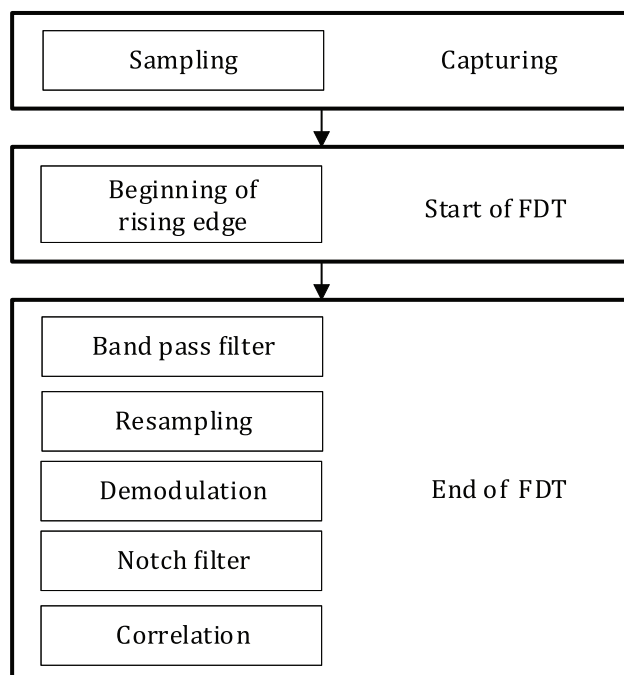 Sampling
Capturing
Beginning of
rising edge
Start of FDT
Band pass filter
Resampling
Demodulation
End of FDT
Notch filter
Correlation